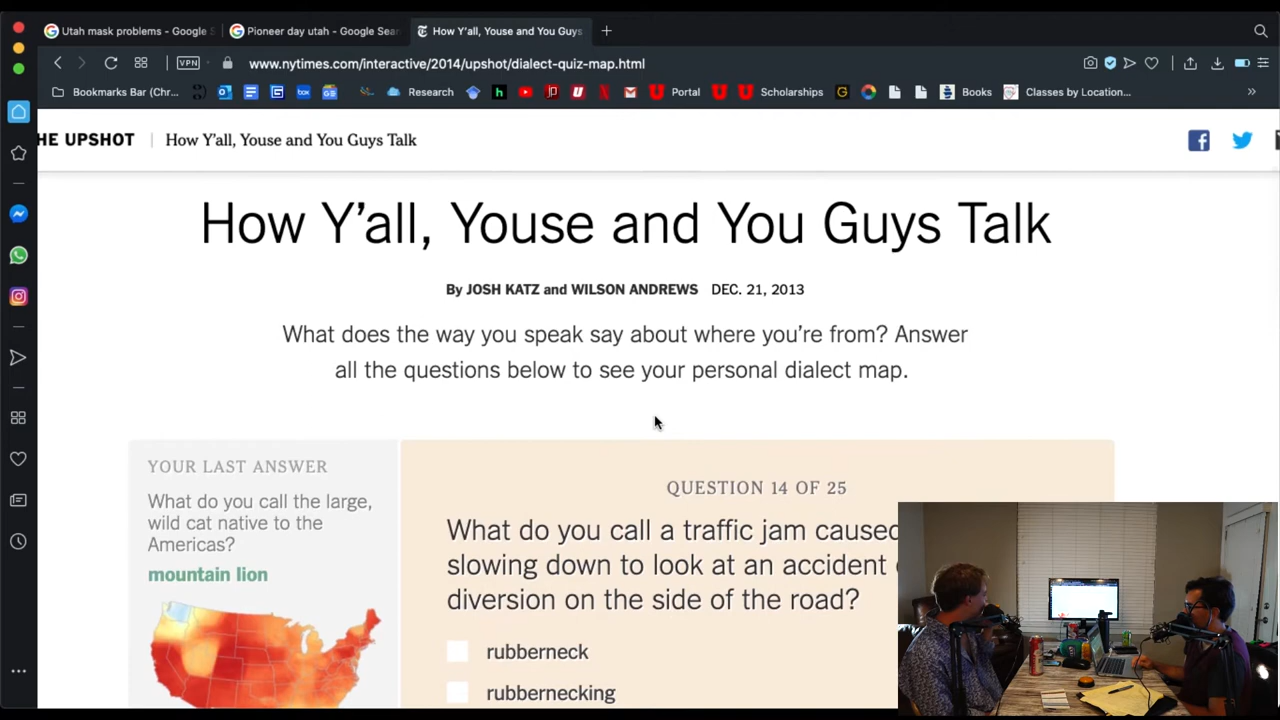 Utah mask problems - Google S
Pioneer day utah - Google Sear
How Y'all, Youse and You Guys
VPN
www.nytimes.com/interactive/2014/upshot/dialect-quiz-map.html
Bookmarks Bar (Chr...
Research
Portal
Scholarships
Books
Classes by Location...
HE UPSHOT
How Y'all, Youse and You Guys Talk
How Y'all, Youse and You Guys Talk
By JOSH KATZ and WILSON ANDREWS DEC. 21, 2013
What does the way you speak say about where you're from? Answer
all the questions below to see your personal dialect map.
YOUR LAST ANSWER
What do you call the large,
wild cat native to the
Americas?
mountain lion
QUESTION 14 OF 25
What do you call a traffic jam caused
slowing down to look at an accident
diversion on the side of the road?
rubberneck
rubbernecking